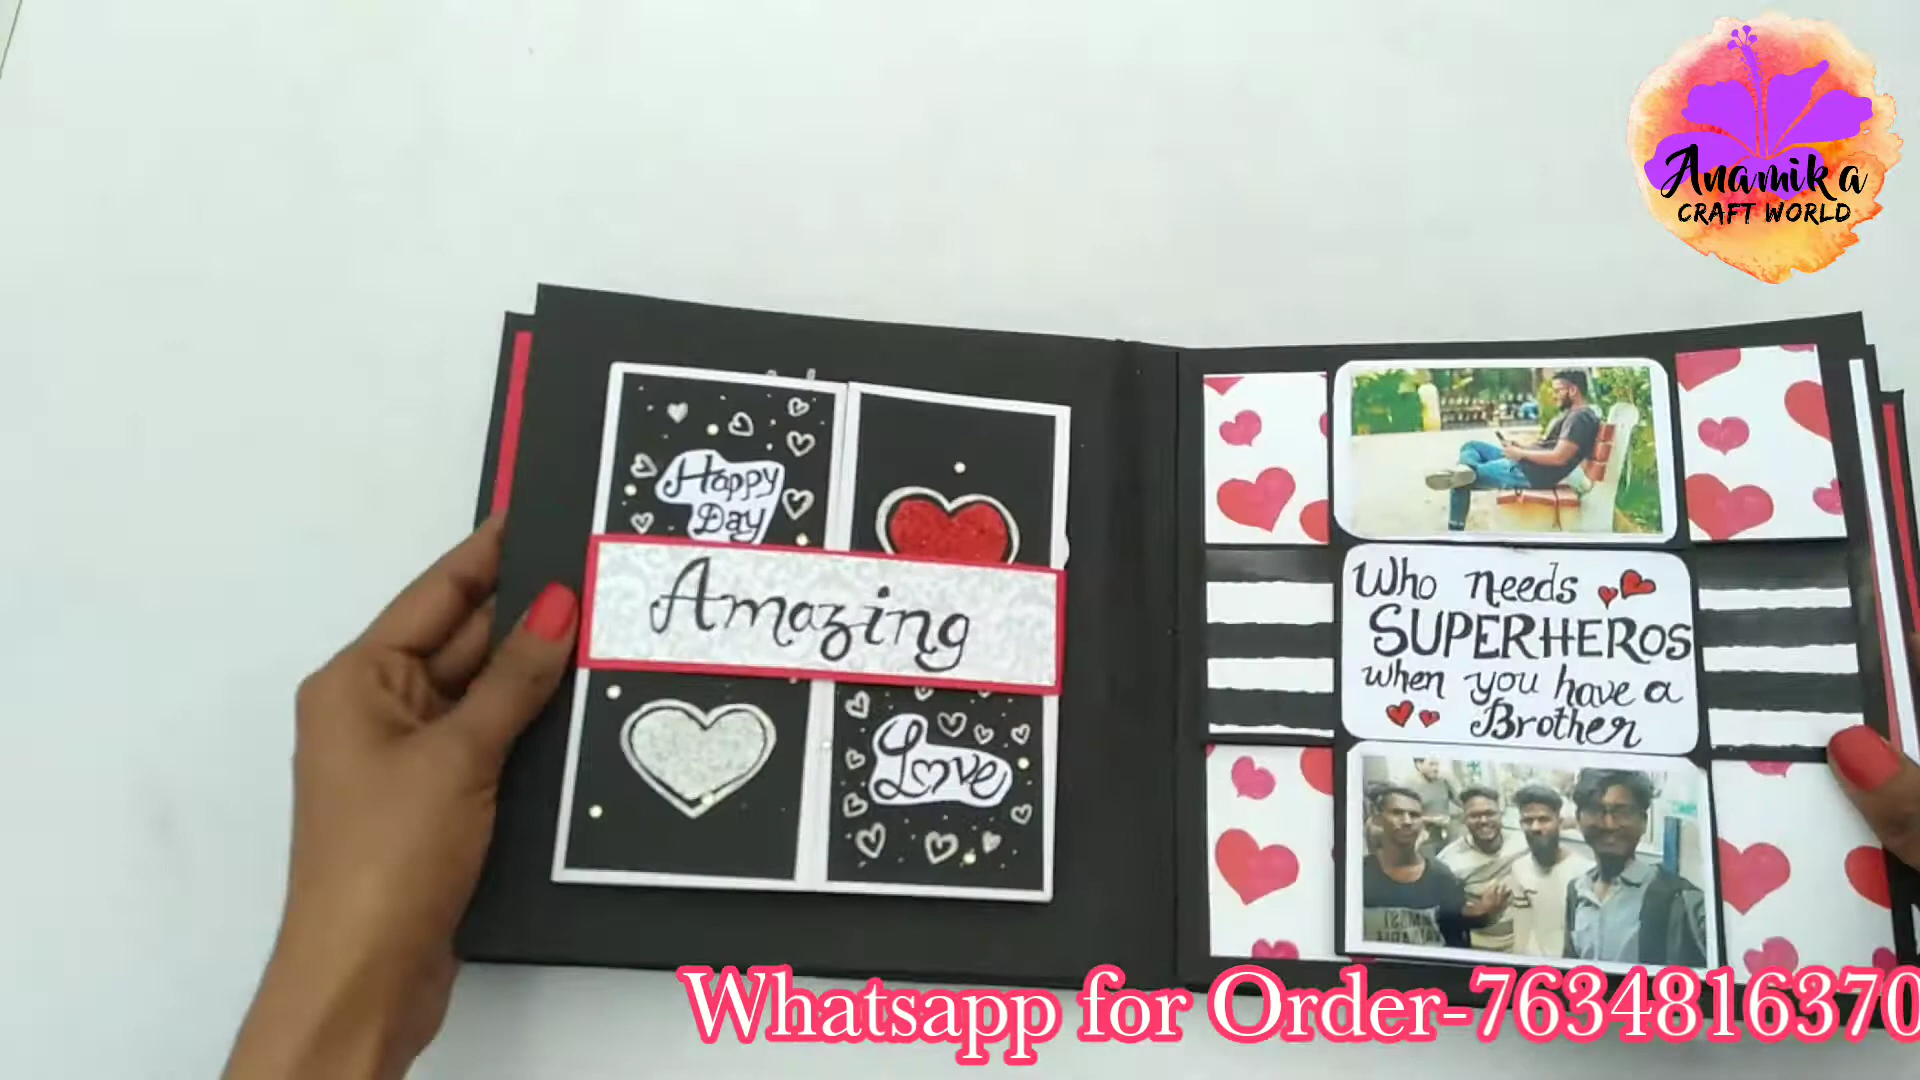 Anamika
CRAFT WORLD
Happy
Day
Amazing
Love
Who needs
SUPERHEROS
when you have a
Brother
Whatsapp for Order-7634816370